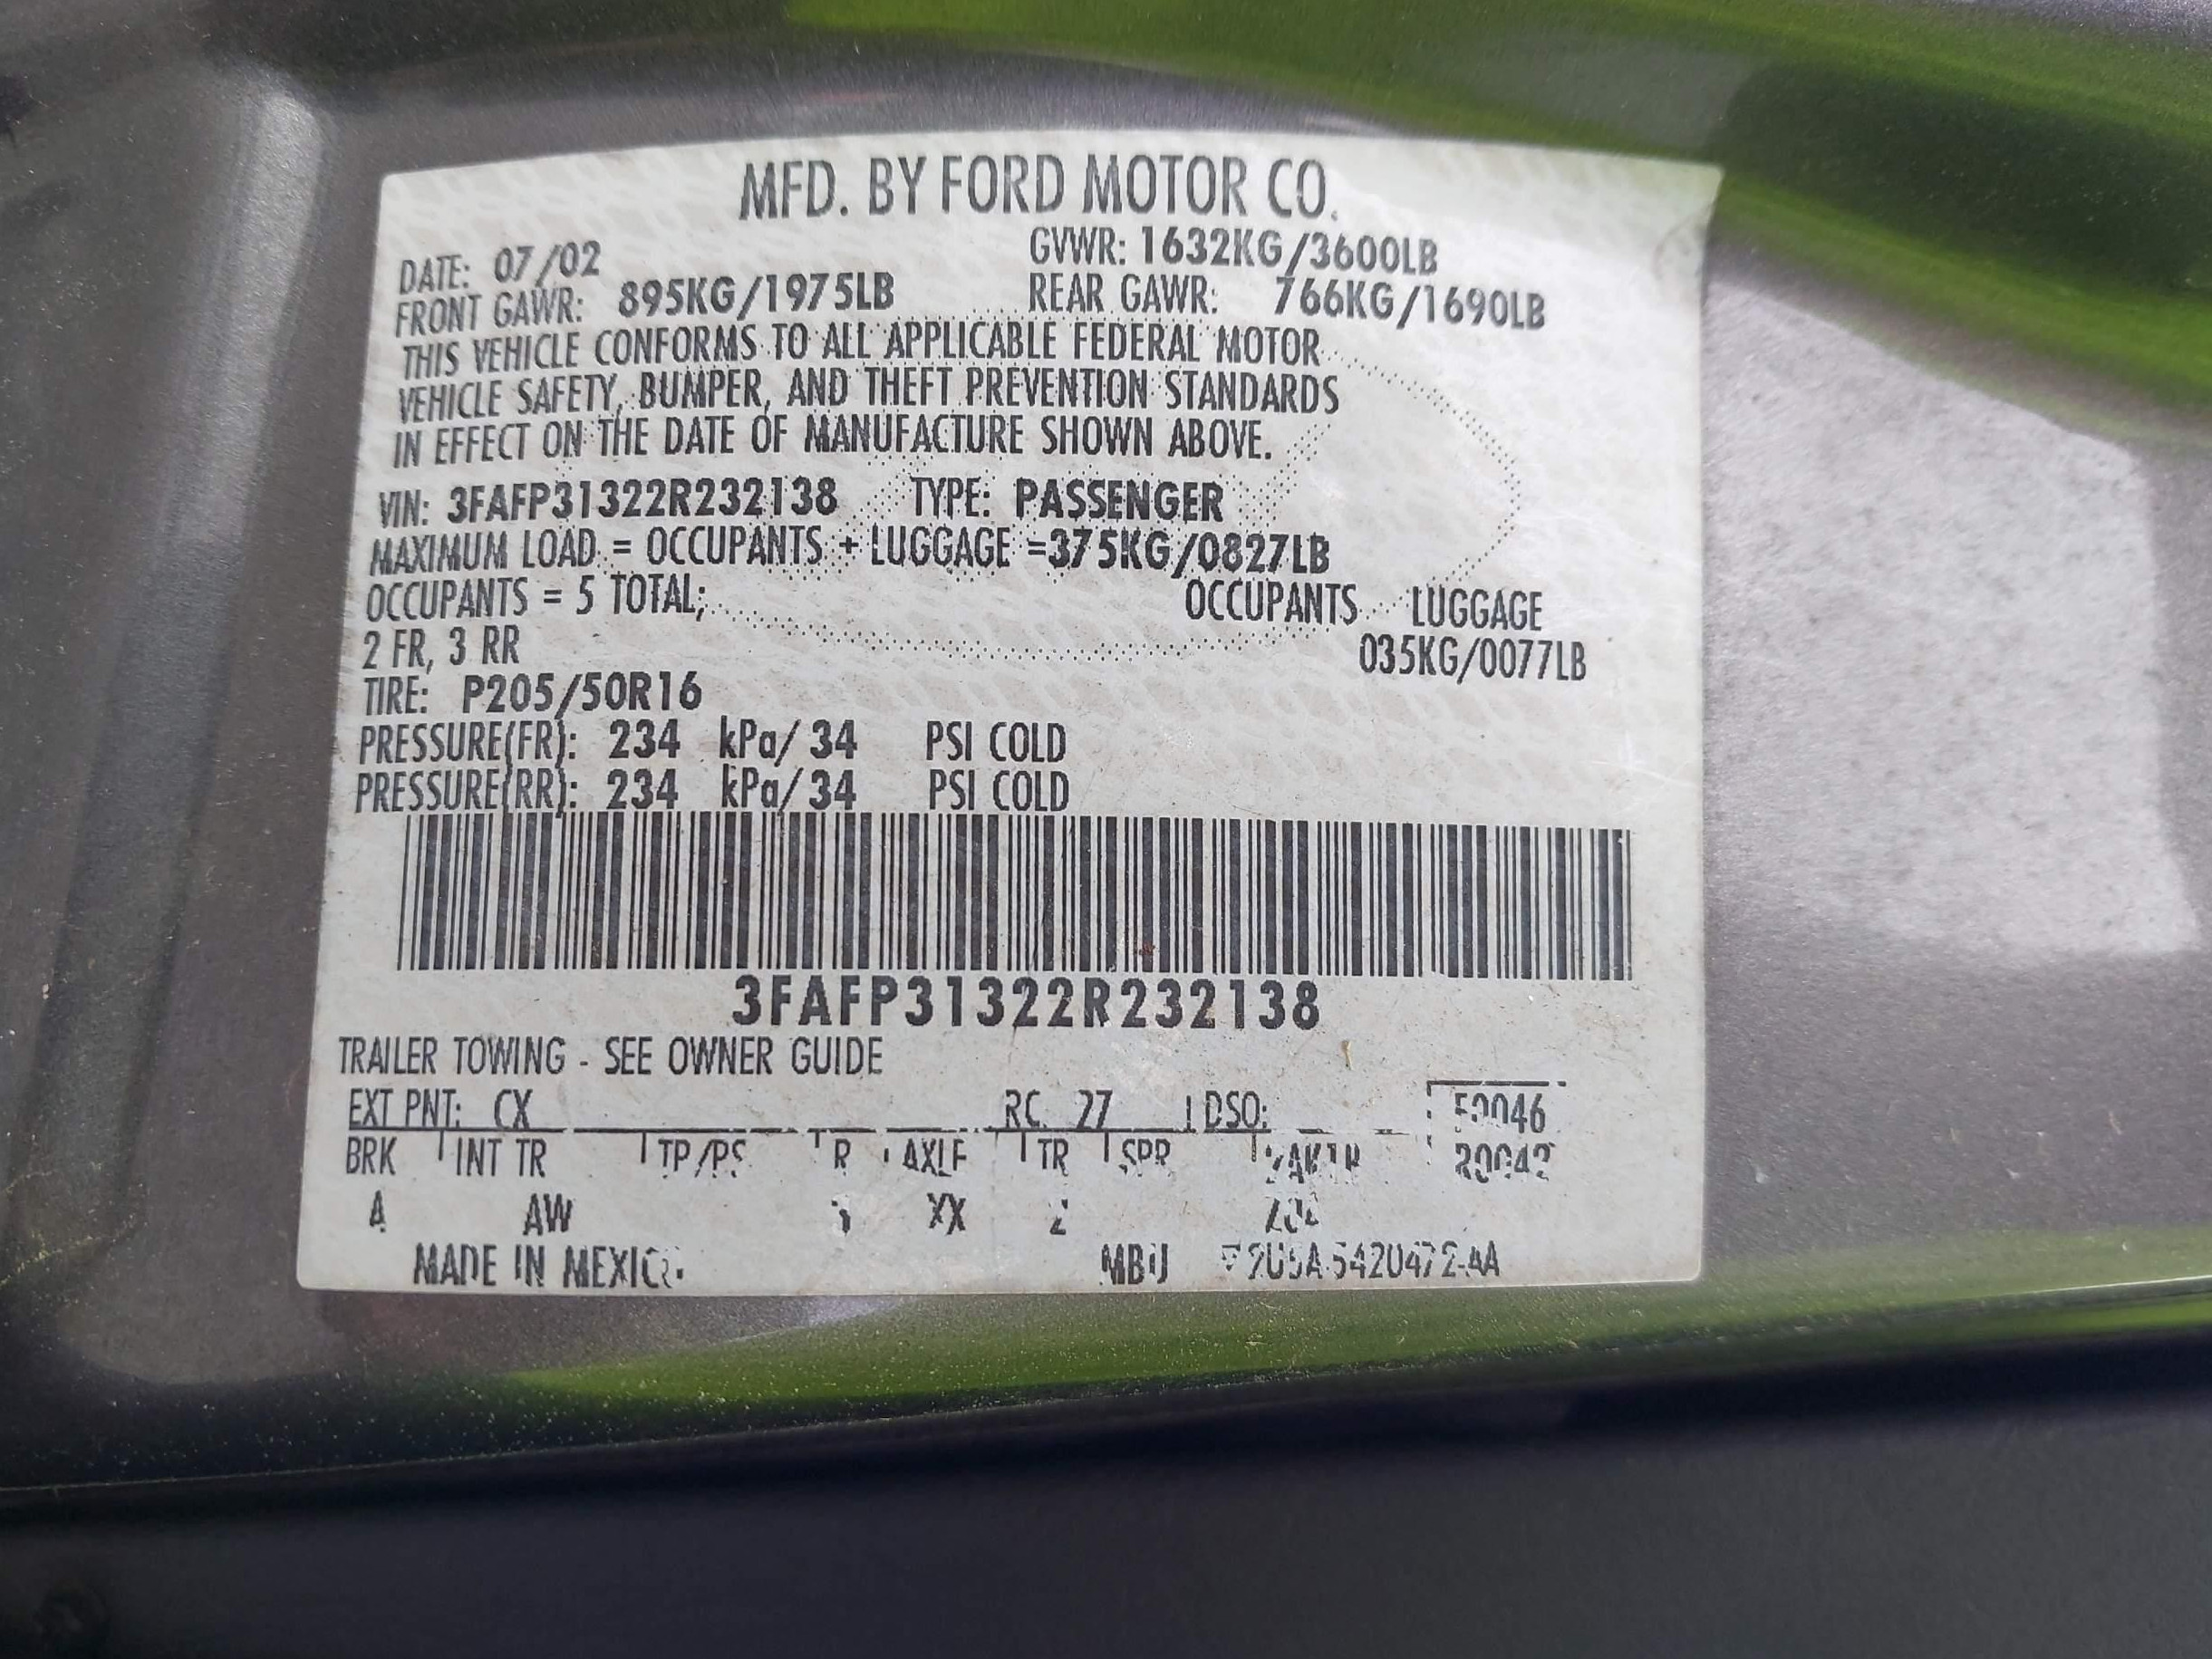 MFD. BY FORD MOTOR CO.
DATE: 07/02 GVWR: 1632KG/3600LB
FRONT GAWR: 895KG/1975LB REAR GAWR: 766KG/1690LB
THIS VEHICLE CONFORMS TO ALL APPLICABLE FEDERAL MOTOR
VEHICLE SAFETY, BUMPER, AND THEFT PREVENTION STANDARDS
IN EFFECT ON THE DATE OF MANUFACTURE SHOWN ABOVE.
VIN: 3FAFP31322R232138 TYPE: PASSENGER
MAXIMUM LOAD = OCCUPANTS + LUGGAGE =375KG/0827LB
OCCUPANTS = 5 TOTAL; OCCUPANTS LUGGAGE
2 FR, 3 RR 035KG/0077LB
TIRE: P205/50R16
PRESSURE(FR): 234 kPa/ 34 PSI COLD
PRESSURE(RR): 234 kPa/ 34 PSI COLD
3FAFP31322R232138
TRAILER TOWING - SEE OWNER GUIDE
EXT PNT: CX RC: 27 DSO:
BRK INT TR TP/PS R AXLE TR SPR
4 AW XX
MADE IN MEXICO